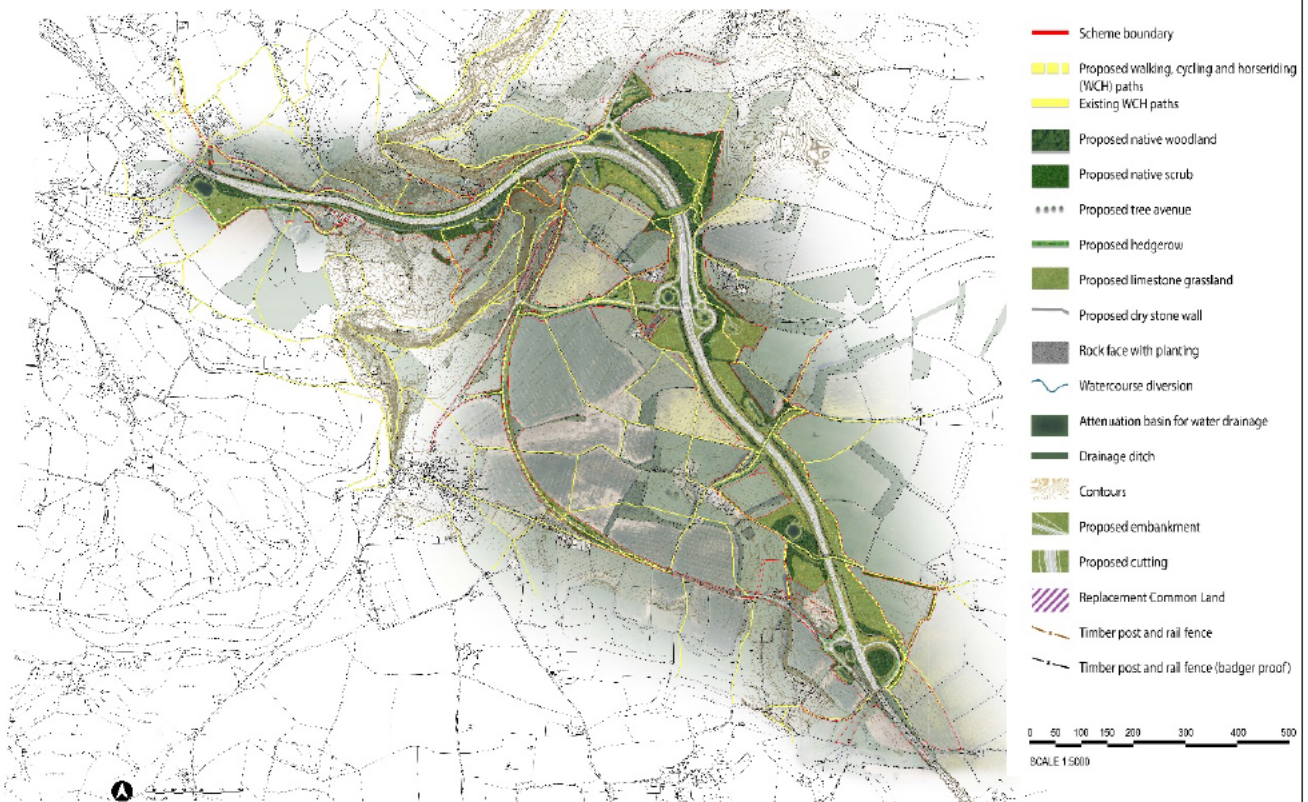 Scheme boundary
Proposed walking, cycling and horseriding
(WCH) paths
Existing WCH paths
Proposed native woodland
Proposed native scrub
Proposed tree avenue
Proposed hedgerow
Proposed limestone grassland
Proposed dry stone wall
Rock face with planting
Watercourse diversion
Attenuation basin for water drainage
Drainage ditch
Contours
Proposed embankment
Proposed cutting
Replacement Common Land
Timber post and rail fence
Timber post and rail fence (badger proof)
0 50 100 150 200 300 400 500
SCALE 1:5000